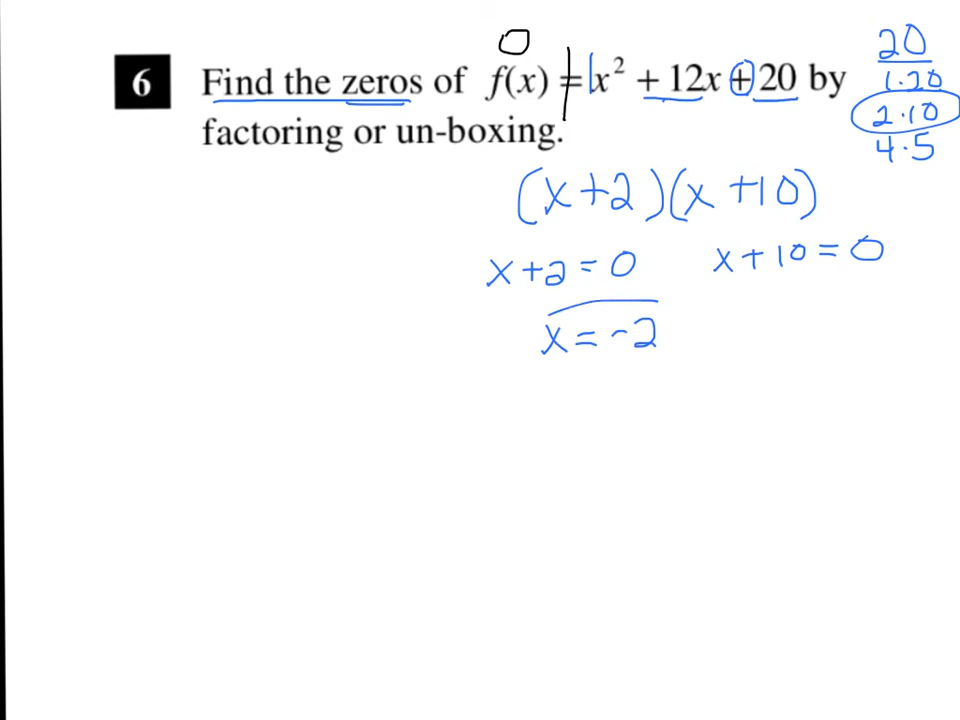 0
6 Find the zeros of f(x) = x² + 12x + 20 by
factoring or un-boxing.
20
1·20
2·10
4·5
(x+2)(x+10)
x+2=0 x+10=0
x=-2